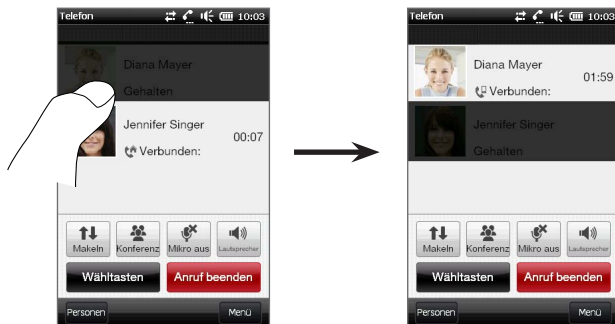 Telefon 10:03
Diana Mayer
Gehalten
Jennifer Singer
00:07
Verbunden:
Makeln Konferenz Mikro aus Lautsprecher
Wähltasten Anruf beenden
Personen Menü
Telefon 10:03
Diana Mayer
01:59
Verbunden:
Jennifer Singer
Gehalten
Makeln Konferenz Mikro aus Lautsprecher
Wähltasten Anruf beenden
Personen Menü